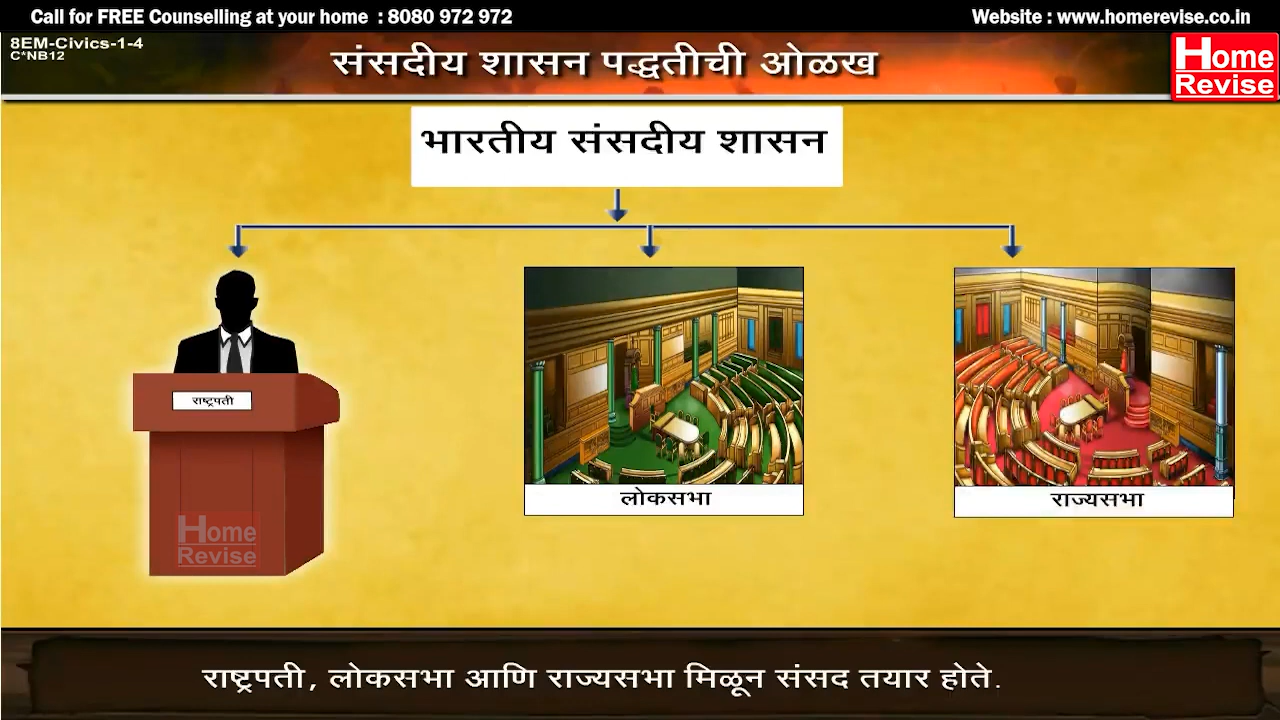 Call for FREE Counselling at your home : 8080 972 972
Website : www.homerevise.co.in
8EM-Civics-1-4
C*NB12
संसदीय शासन पद्धतीची ओळख
Home
Revise
भारतीय संसदीय शासन
राष्ट्रपती
Home
Revise
लोकसभा
राज्यसभा
राष्ट्रपती, लोकसभा आणि राज्यसभा मिळून संसद तयार होते.